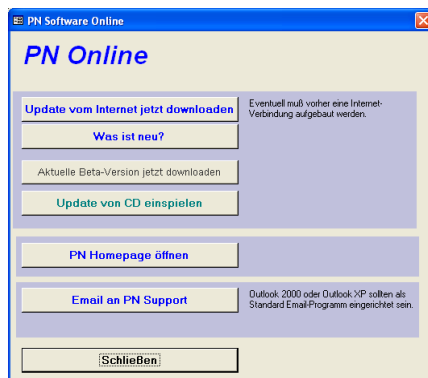 PN Software Online
PN Online
Update vom Internet jetzt downloaden
Eventuell muß vorher eine Internet-
Verbindung aufgebaut werden.
Was ist neu?
Aktuelle Beta-Version jetzt downloaden
Update von CD einspielen
PN Homepage öffnen
Email an PN Support
Outlook 2000 oder Outlook XP sollten als
Standard Email-Programm eingerichtet sein.
Schließen